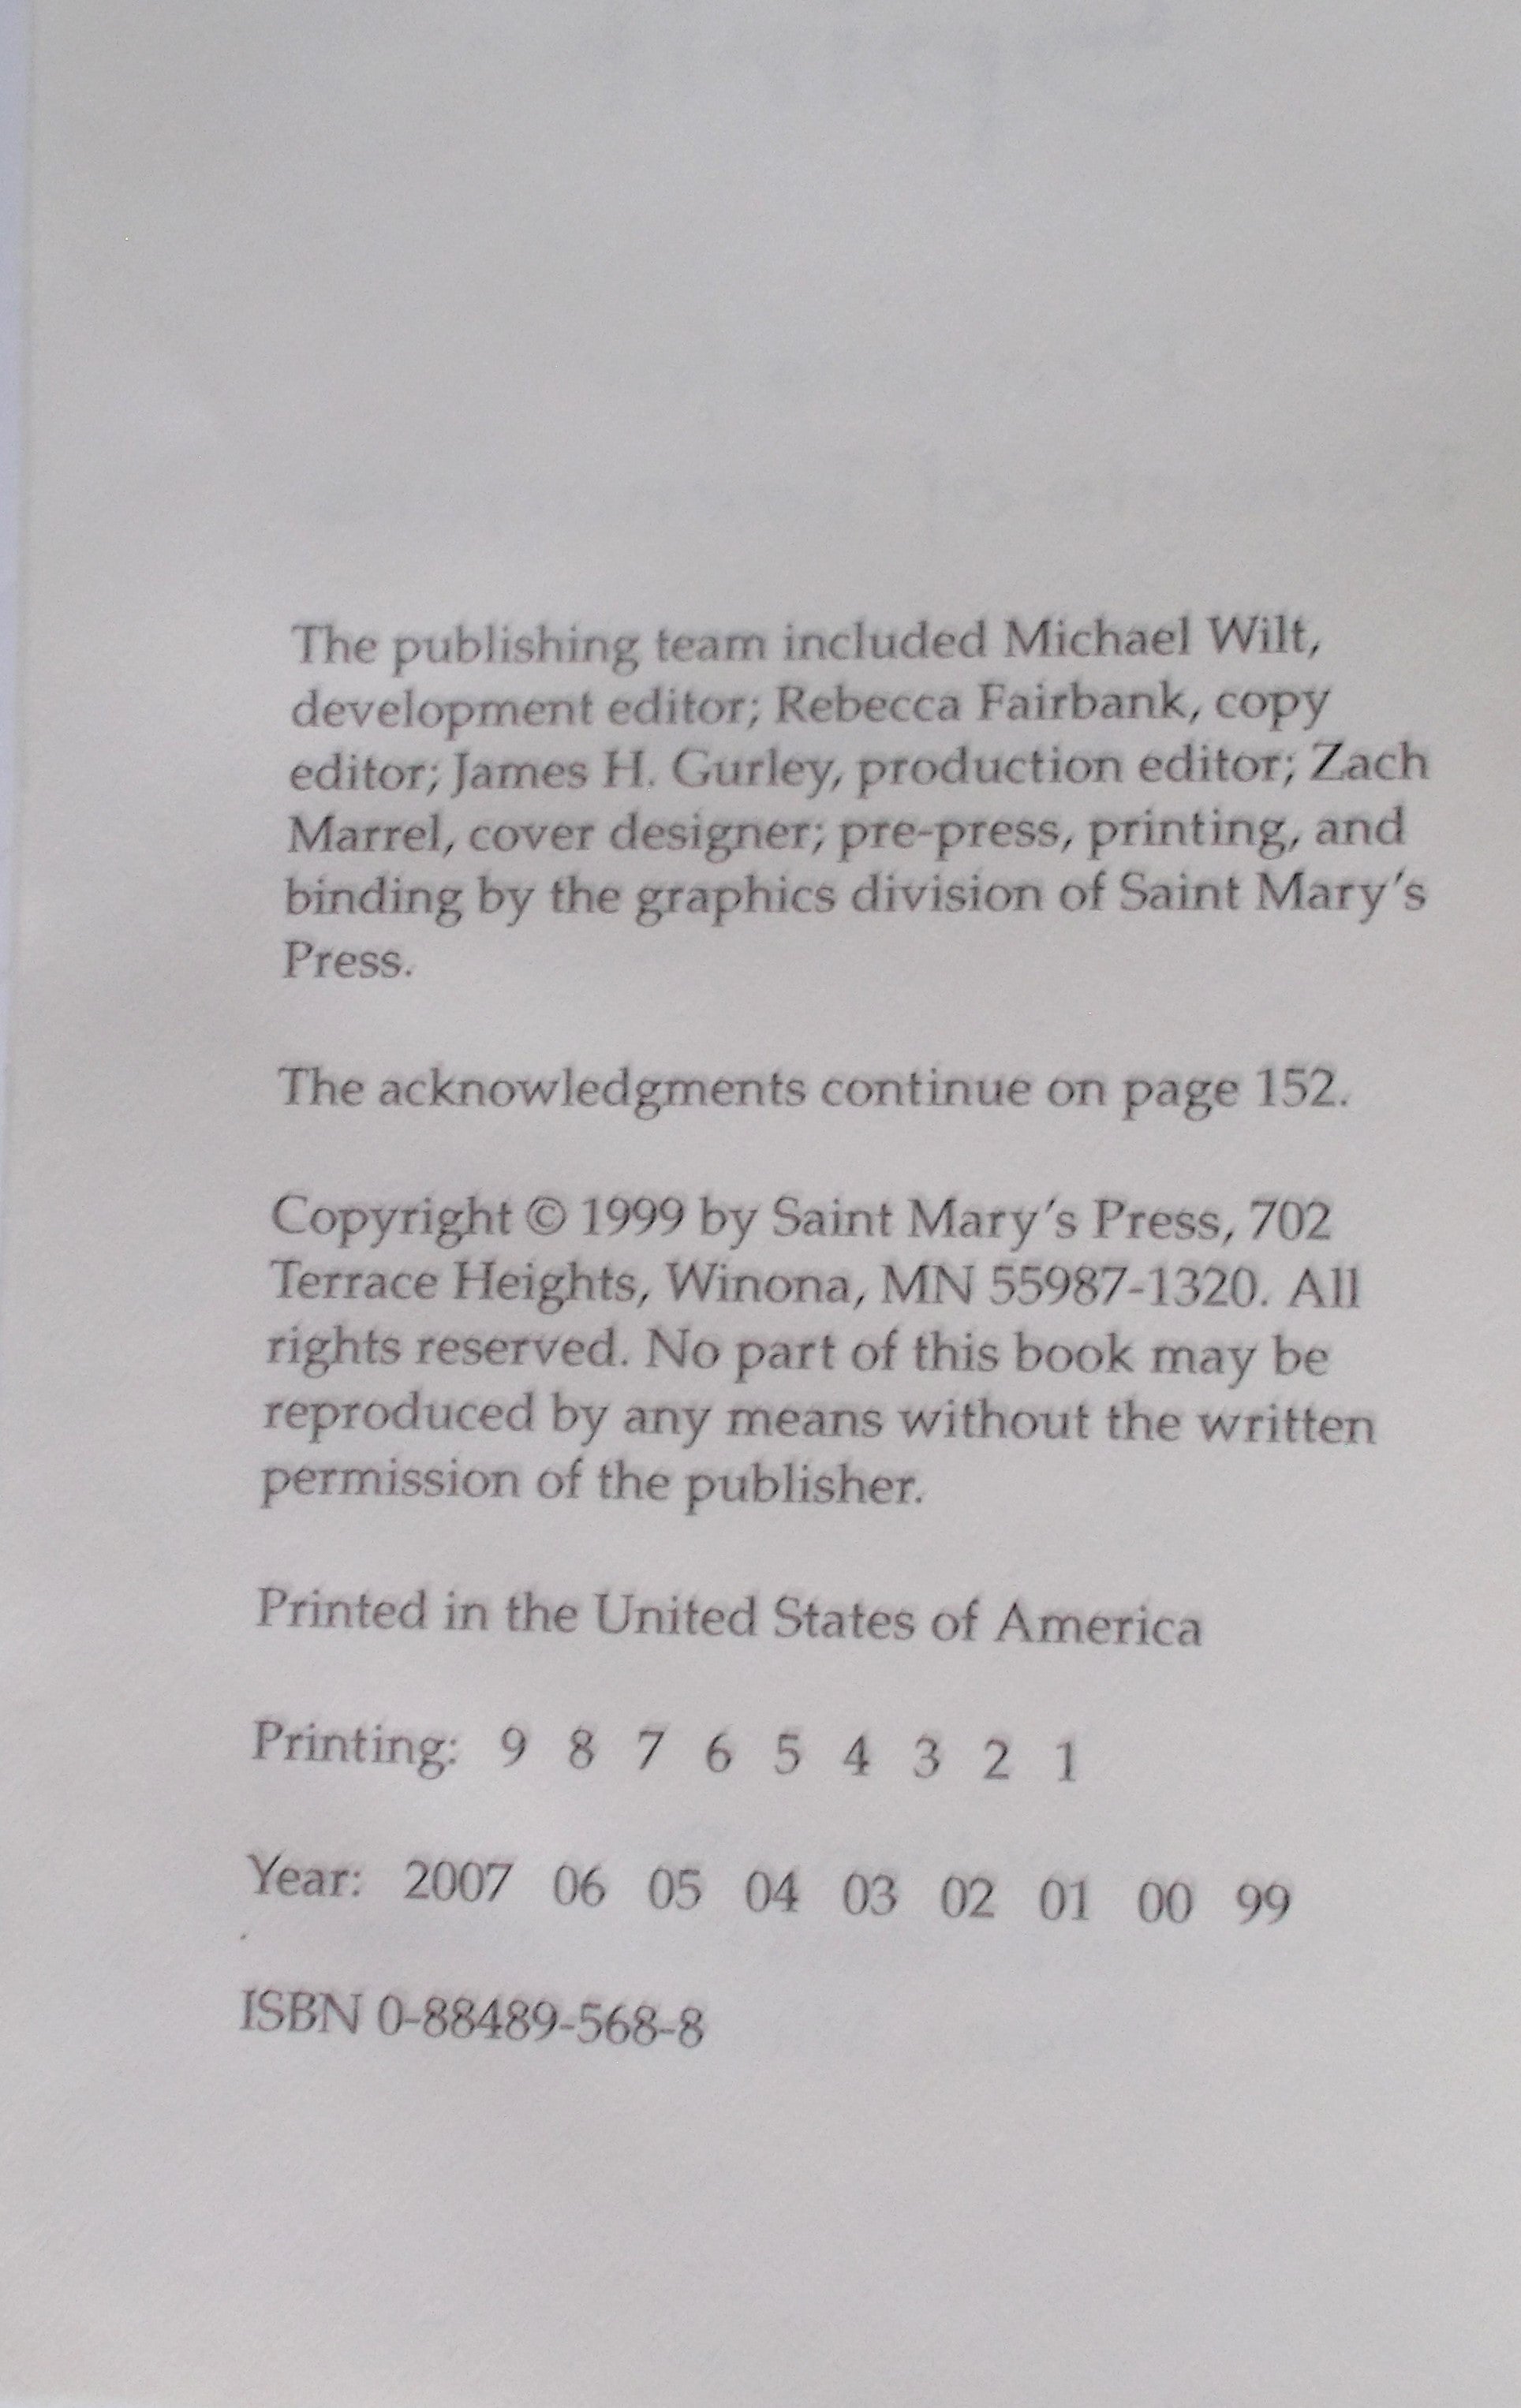 The publishing team included Michael Wilt,
development editor; Rebecca Fairbank, copy
editor; James H. Gurley, production editor; Zach
Marrel, cover designer; pre-press, printing, and
binding by the graphics division of Saint Mary's
Press.
The acknowledgments continue on page 152.
Copyright © 1999 by Saint Mary's Press, 702
Terrace Heights, Winona, MN 55987-1320. All
rights reserved. No part of this book may be
reproduced by any means without the written
permission of the publisher.
Printed in the United States of America
Printing: 9 8 7 6 5 4 3 2 1
Year: 2007 06 05 04 03 02 01 00 99
ISBN 0-88489-568-8